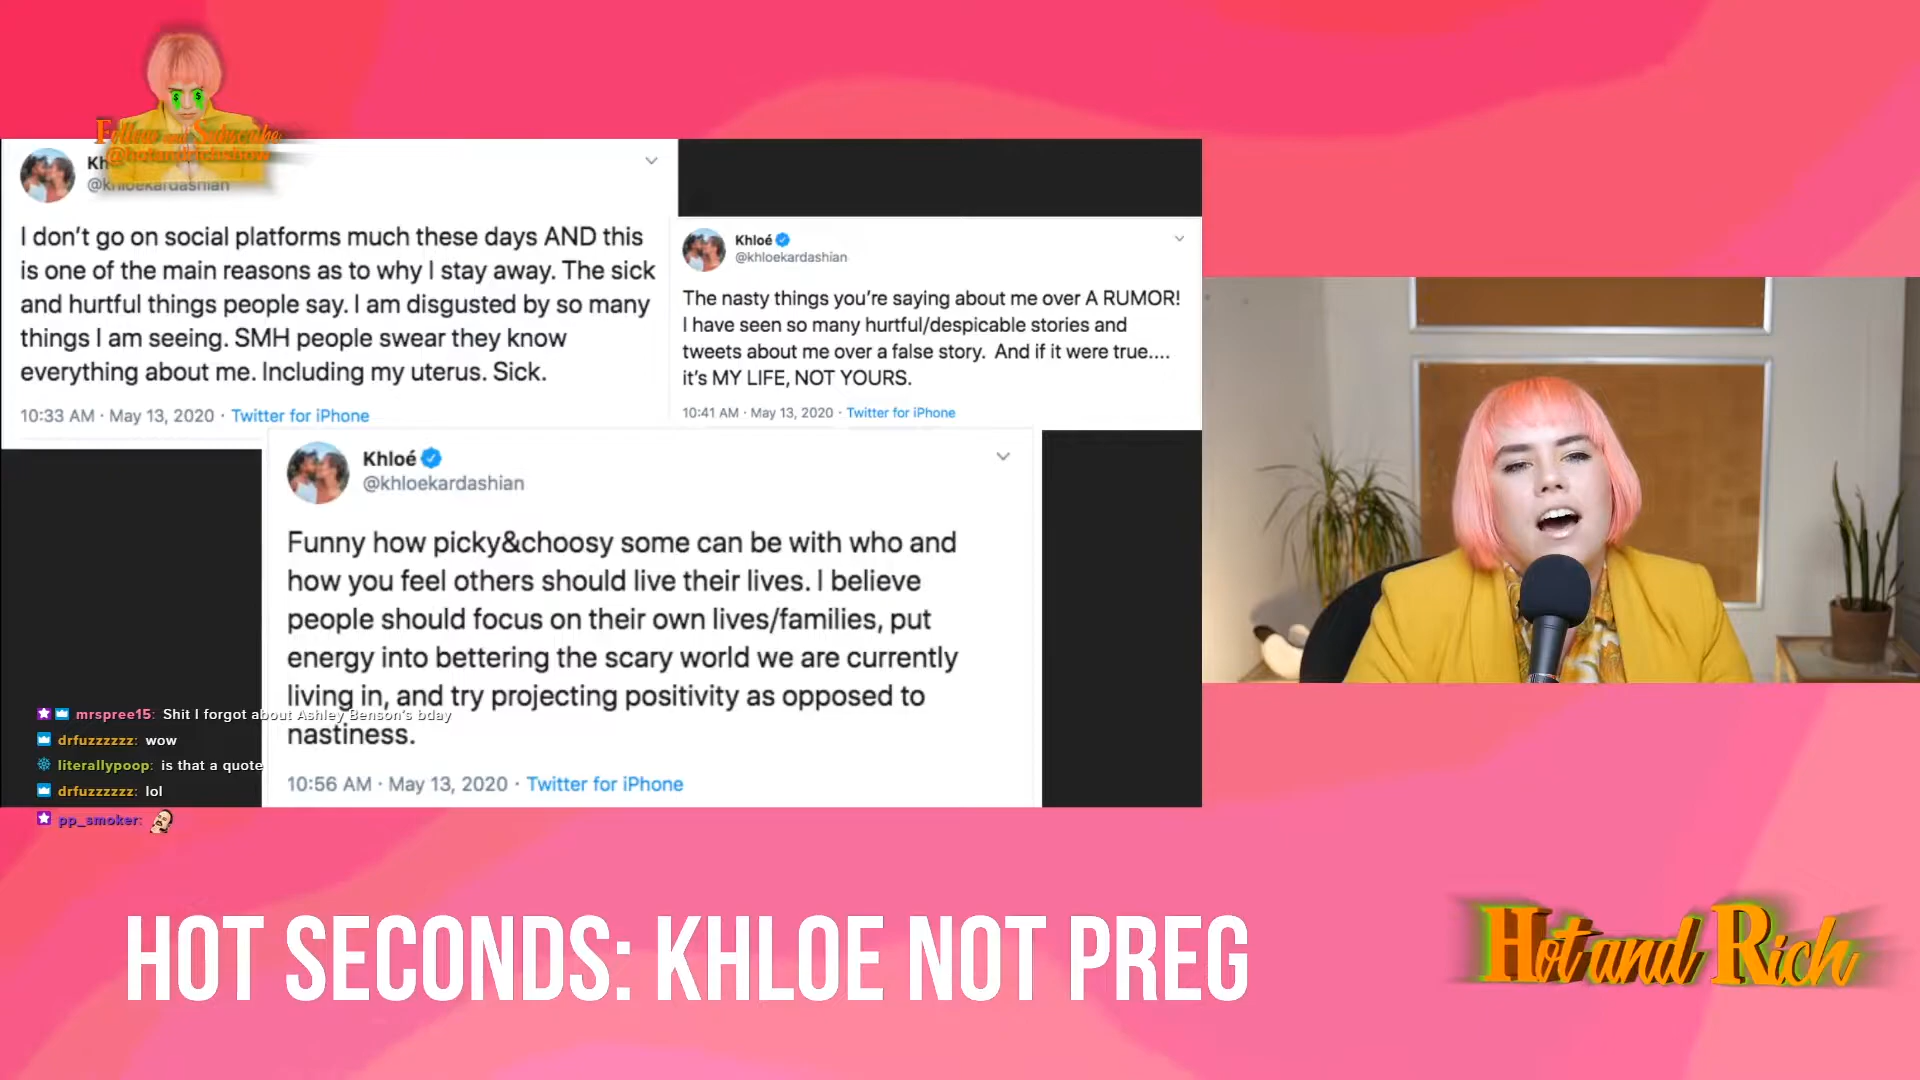 Follow and Subscribe:
@hotandrichshow
Kh
@khloekardashian
I don't go on social platforms much these days AND this
is one of the main reasons as to why I stay away. The sick
and hurtful things people say. I am disgusted by so many
things I am seeing. SMH people swear they know
everything about me. Including my uterus. Sick.
10:33 AM · May 13, 2020 · Twitter for iPhone
Khloé
@khloekardashian
The nasty things you're saying about me over A RUMOR!
I have seen so many hurtful/despicable stories and
tweets about me over a false story.  And if it were true....
it's MY LIFE, NOT YOURS.
10:41 AM · May 13, 2020 · Twitter for iPhone
Khloé
@khloekardashian
Funny how picky&choosy some can be with who and
how you feel others should live their lives. I believe
people should focus on their own lives/families, put
energy into bettering the scary world we are currently
living in, and try projecting positivity as opposed to
nastiness.
10:56 AM · May 13, 2020 · Twitter for iPhone
mrspree15: Shit I forgot about Ashley Benson's bday
drfuzzzzzz: wow
literallypoop: is that a quote
drfuzzzzzz: lol
pp_smoker:
HOT SECONDS: KHLOE NOT PREG
Hot and Rich